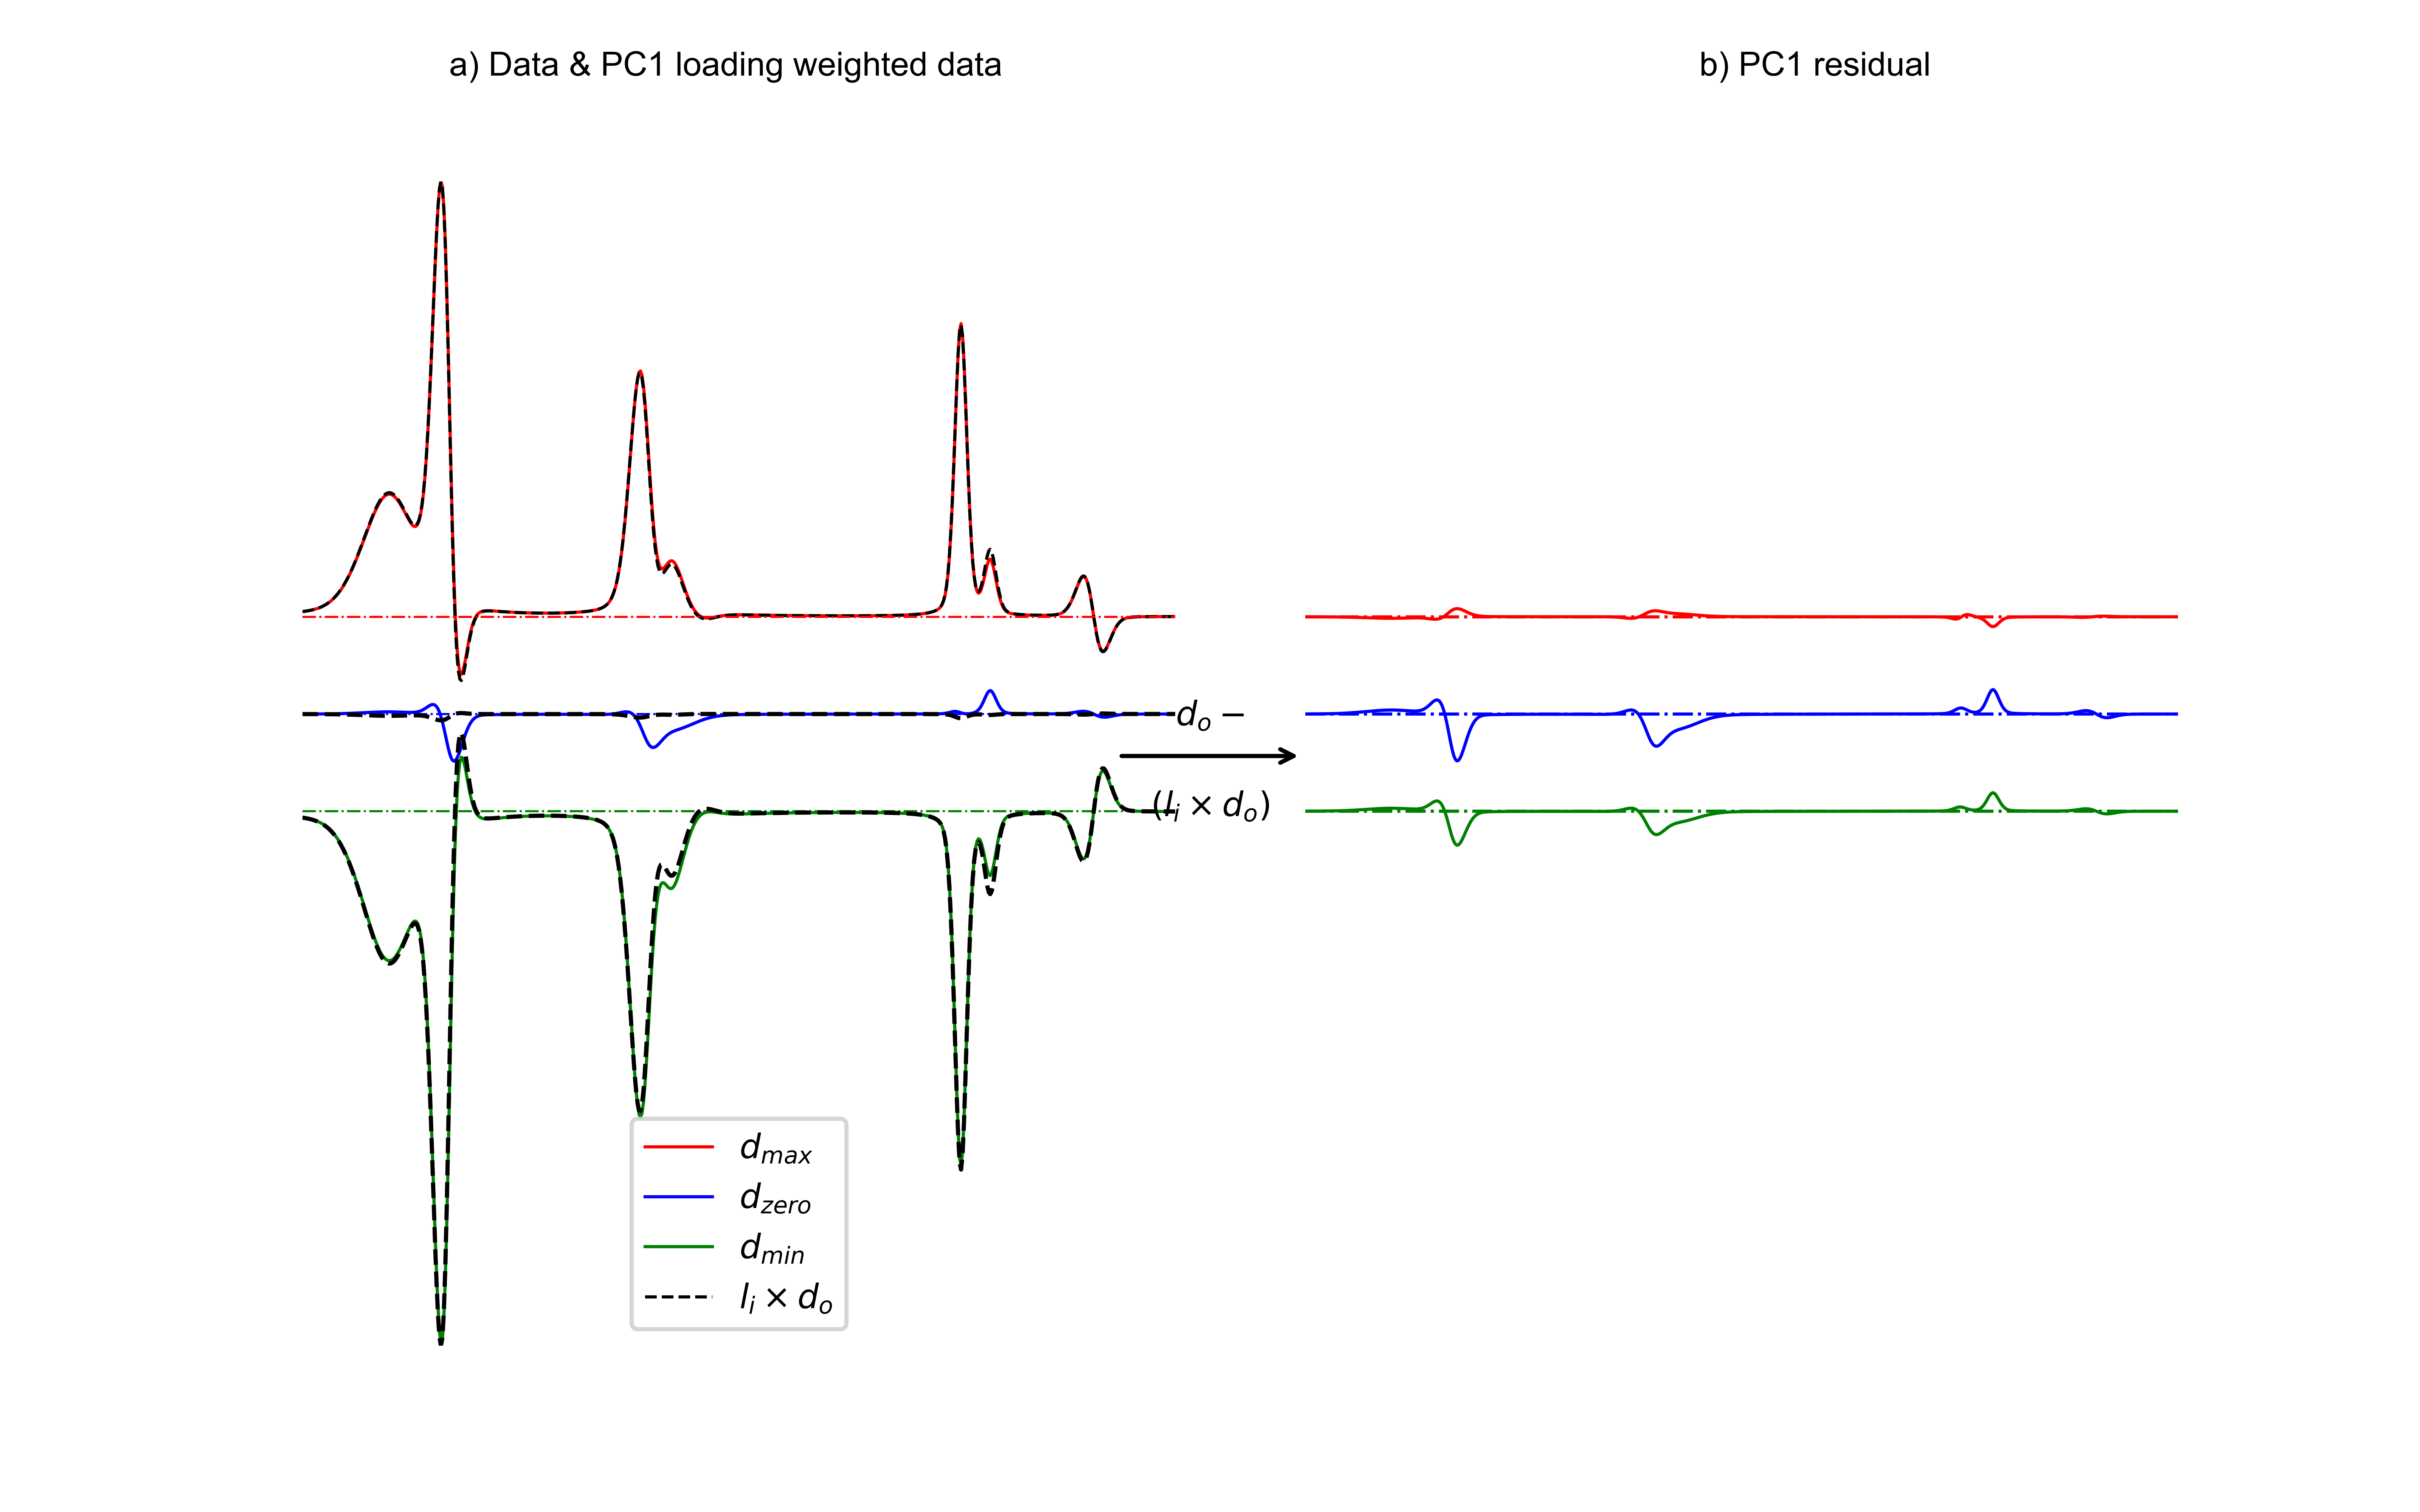 a) Data & PC1 loading weighted data
b) PC1 residual
d_o −
(l_i × d_o)
d_max
d_zero
d_min
l_i × d_o